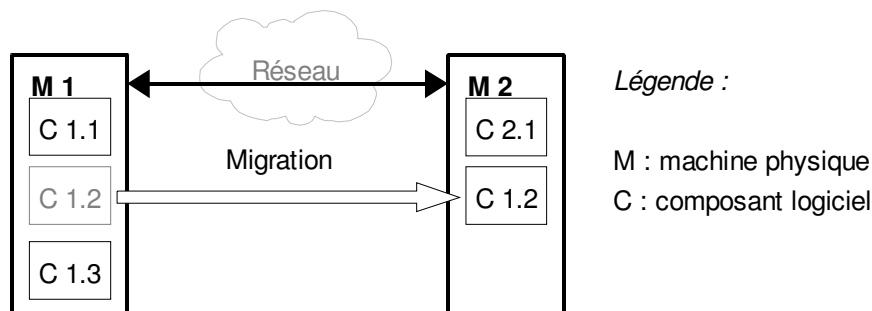 Réseau
M 1
C 1.1
C 1.2
C 1.3
Migration
M 2
C 2.1
C 1.2
Légende :
M : machine physique
C : composant logiciel